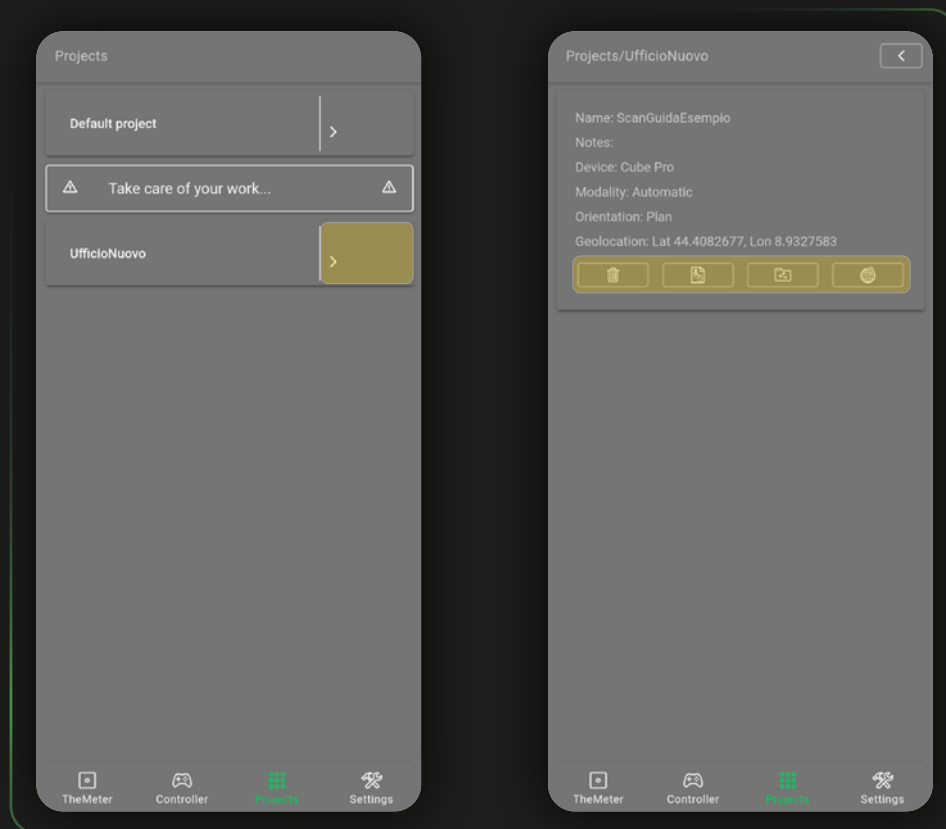 Projects
Default project
Take care of your work...
UfficioNuovo
TheMeter
Controller
Projects
Settings
Projects/UfficioNuovo
Name: ScanGuidaEsempio
Notes:
Device: Cube Pro
Modality: Automatic
Orientation: Plan
Geolocation: Lat 44.4082677, Lon 8.9327583
TheMeter
Controller
Projects
Settings